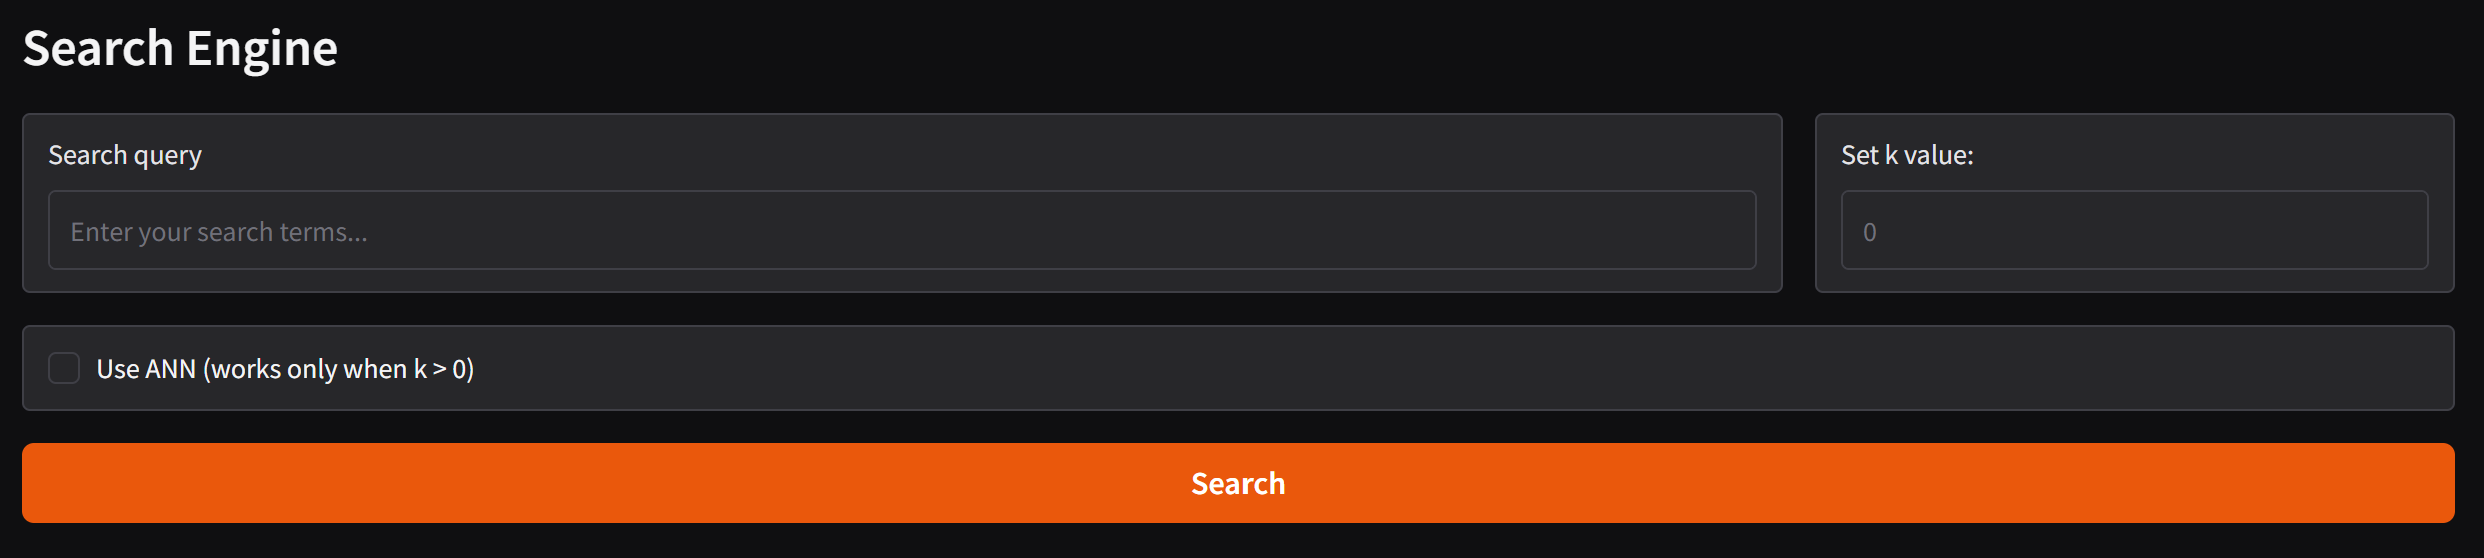 Search Engine
Search query
Set k value:
Enter your search terms...
0
Use ANN (works only when k > 0)
Search